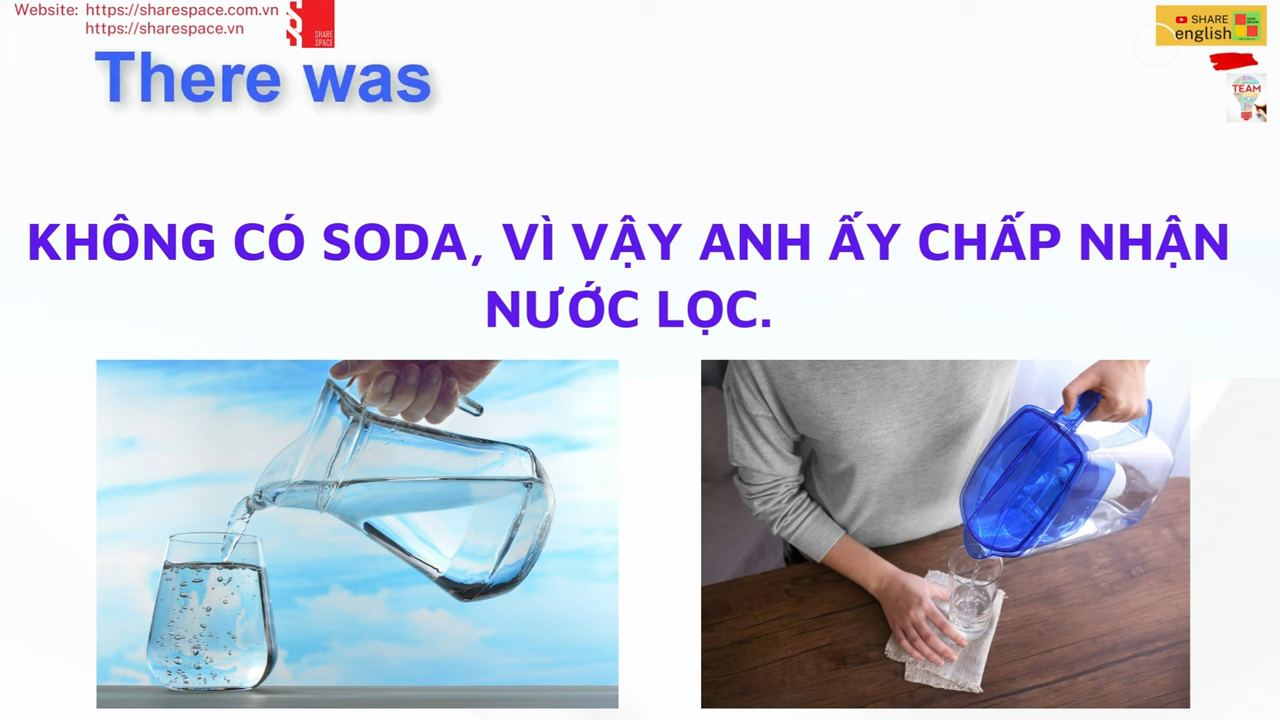 Website: https://sharespace.com.vn
https://sharespace.vn
SHARE
SPACE
SHARE
english
TEAM
There was
KHÔNG CÓ SODA, VÌ VẬY ANH ẤY CHẤP NHẬN
NƯỚC LỌC.